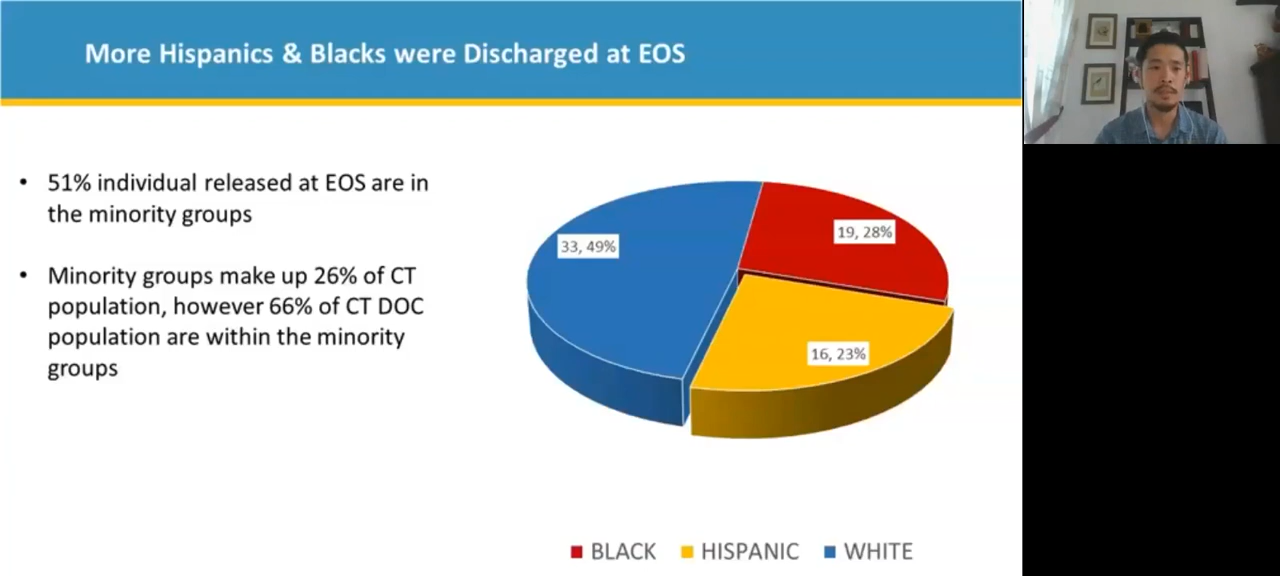 More Hispanics & Blacks were Discharged at EOS
• 51% individual released at EOS are in
the minority groups
• Minority groups make up 26% of CT
population, however 66% of CT DOC
population are within the minority
groups
33, 49%
19, 28%
16, 23%
BLACK HISPANIC WHITE